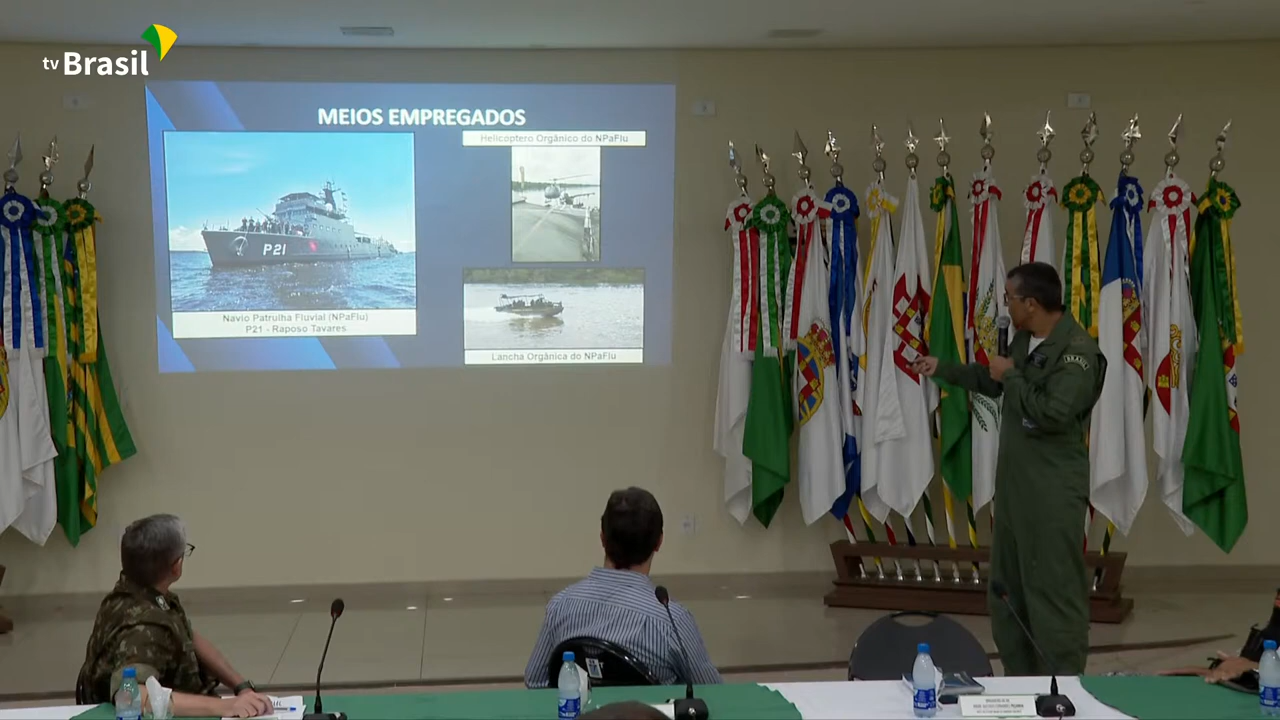 tv Brasil
MEIOS EMPREGADOS
Helicóptero Orgânico do NPaFlu
P21
Navio Patrulha Fluvial (NPaFlu)
P21 - Raposo Tavares
Lancha Orgânica do NPaFlu
BRASIL